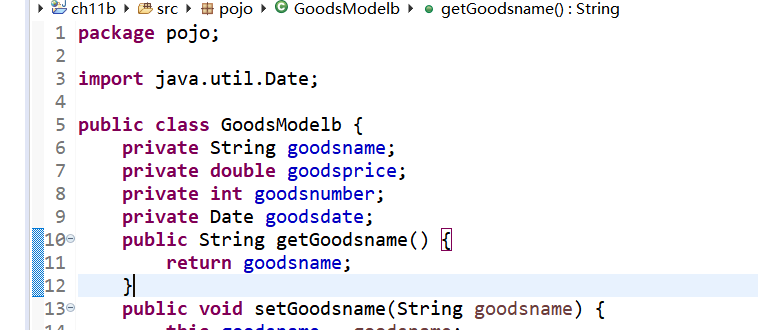 ch11b src pojo GoodsModelb getGoodsname() : String
1 package pojo;
2
3 import java.util.Date;
4
5 public class GoodsModelb {
6 private String goodsname;
7 private double goodsprice;
8 private int goodsnumber;
9 private Date goodsdate;
10 public String getGoodsname() {
11 return goodsname;
12 }
13 public void setGoodsname(String goodsname) {